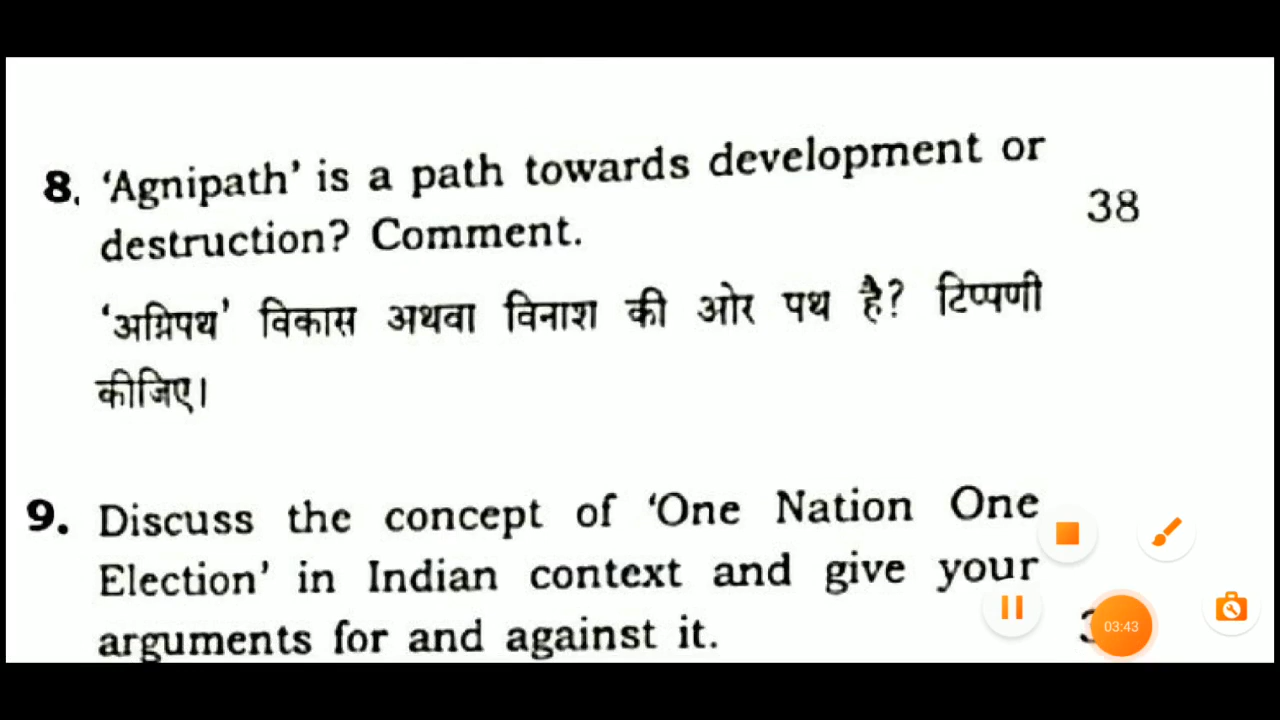 8. 'Agnipath' is a path towards development or
destruction? Comment. 38
'अग्निपथ' विकास अथवा विनाश की ओर पथ है? टिप्पणी
कीजिए।
9. Discuss the concept of 'One Nation One
Election' in Indian context and give your
arguments for and against it.
03:43